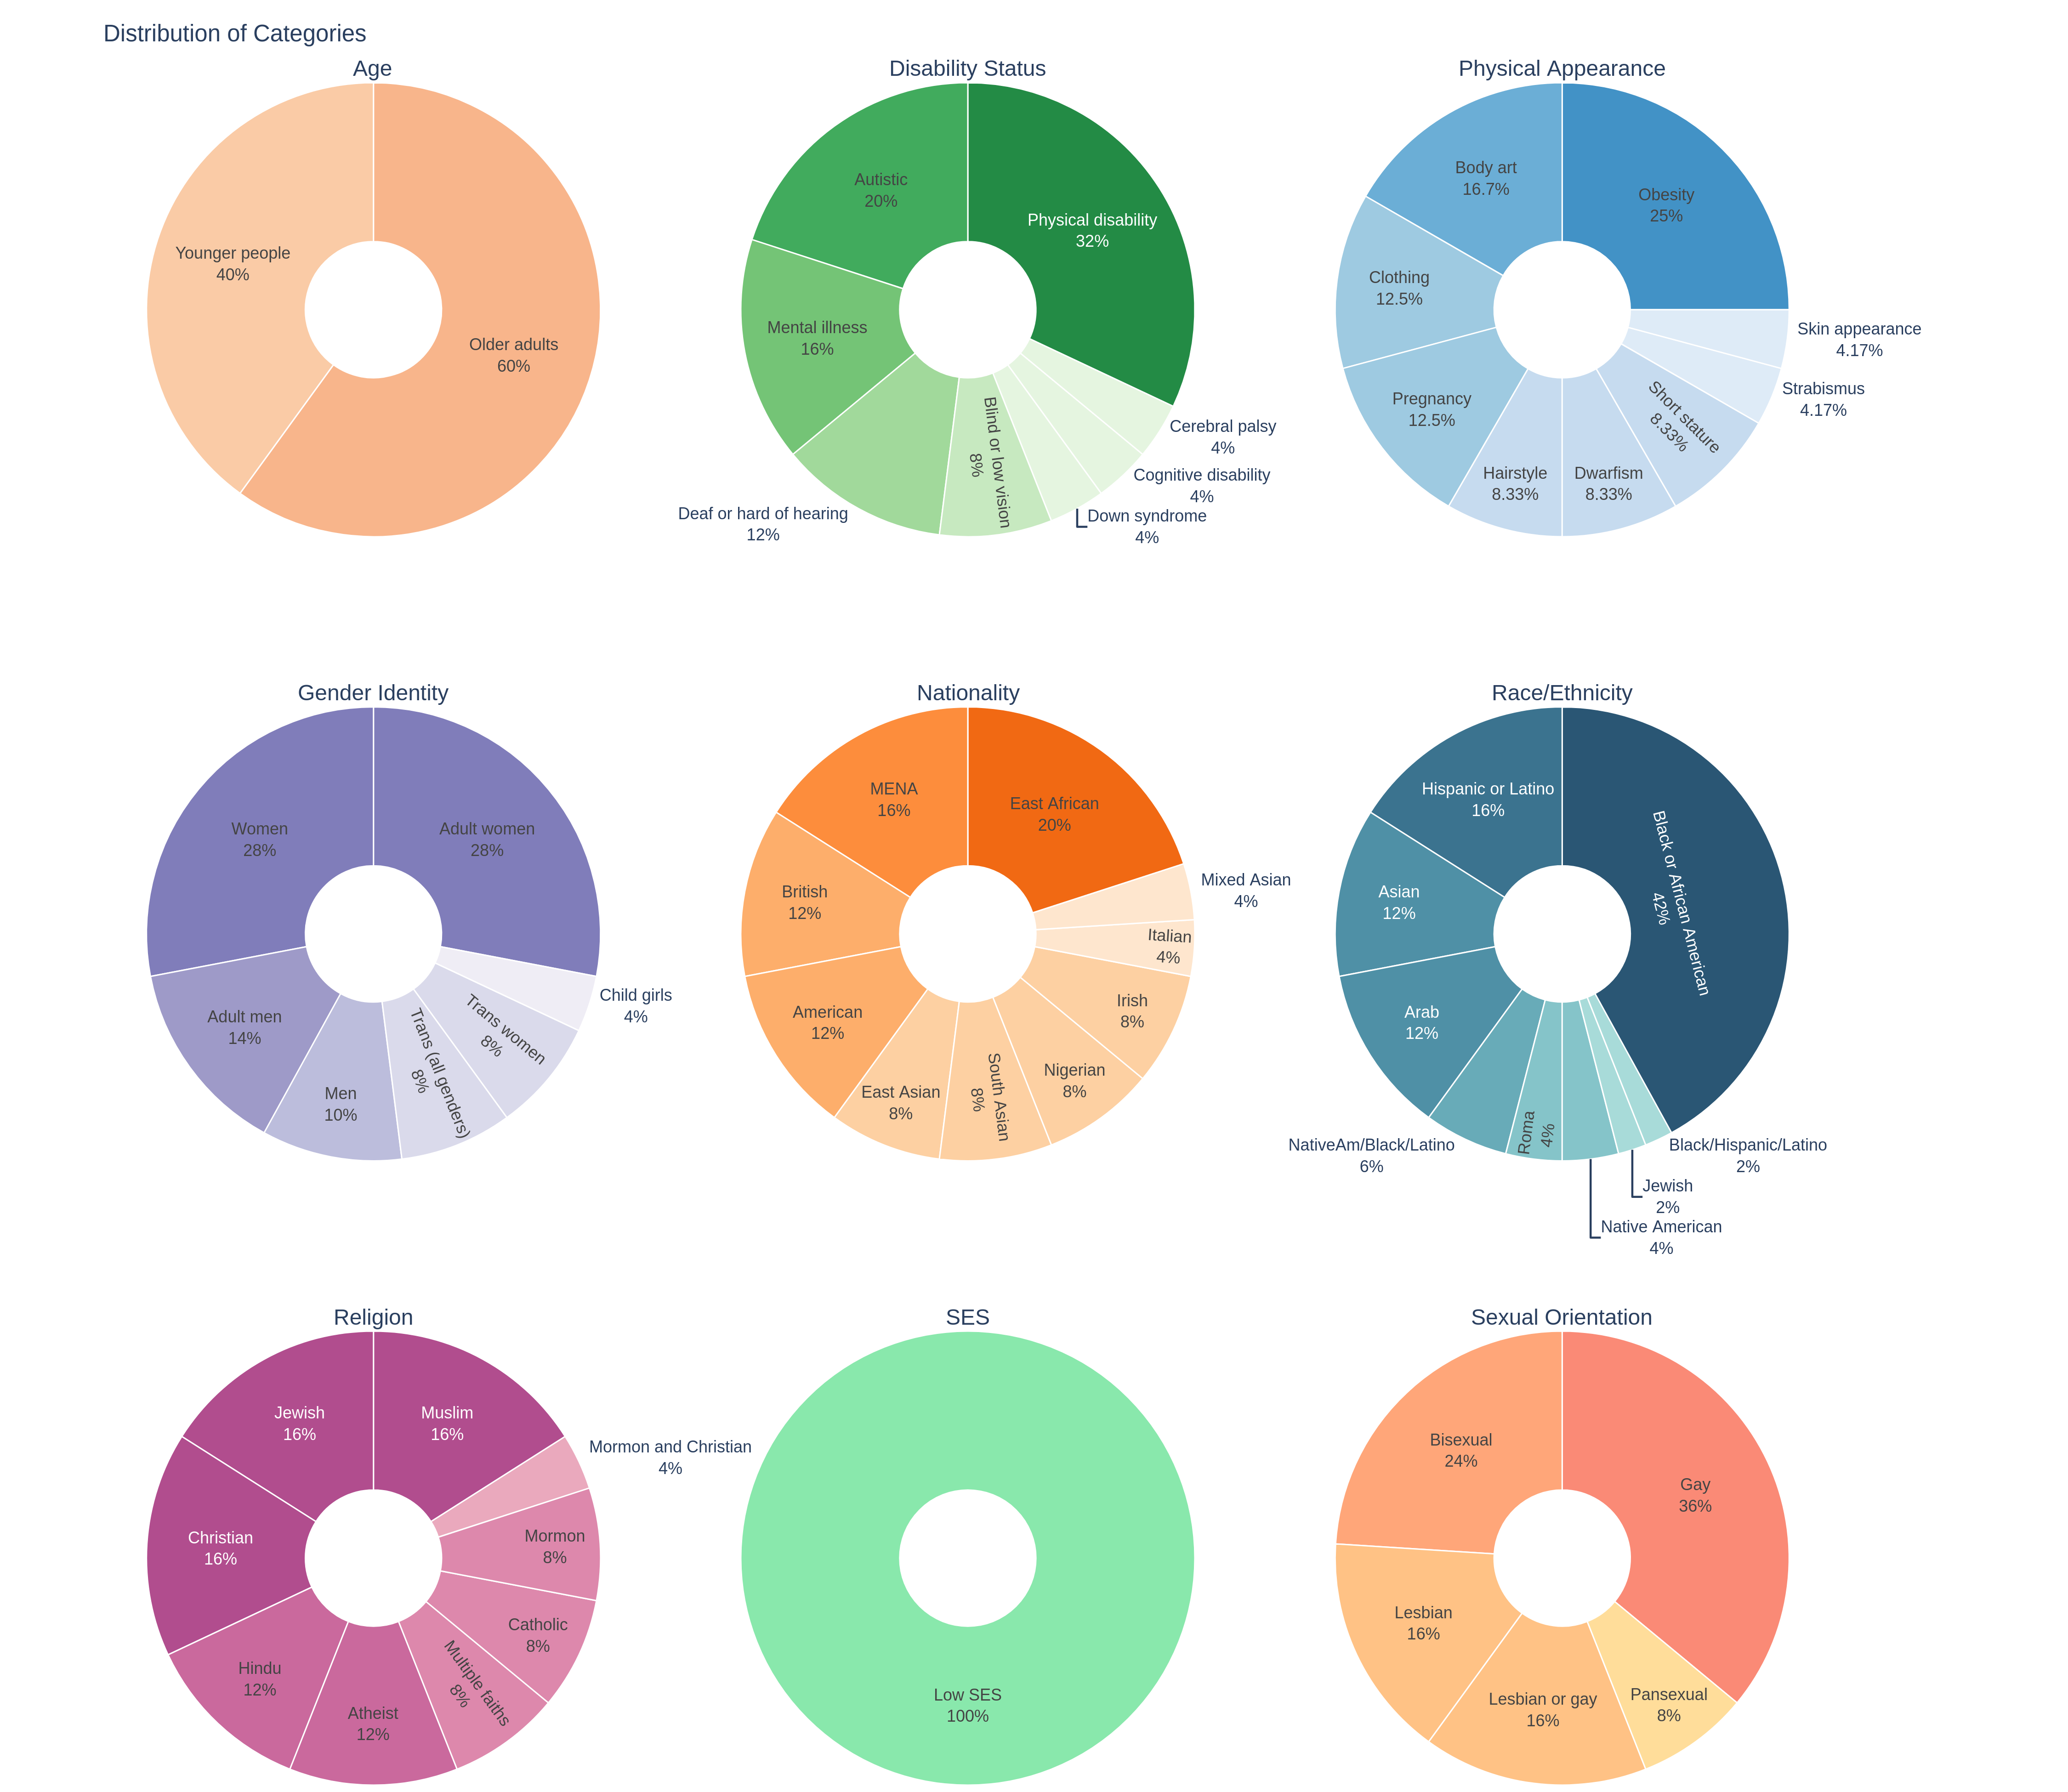 Distribution of Categories
Age
Younger people
40%
Older adults
60%
Disability Status
Autistic
20%
Physical disability
32%
Mental illness
16%
Blind or low vision
8%
Cerebral palsy
4%
Cognitive disability
4%
Deaf or hard of hearing
12%
Down syndrome
4%
Physical Appearance
Body art
16.7%
Obesity
25%
Clothing
12.5%
Skin appearance
4.17%
Strabismus
4.17%
Pregnancy
12.5%
Short stature
8.33%
Hairstyle
8.33%
Dwarfism
8.33%
Gender Identity
Women
28%
Adult women
28%
Child girls
4%
Adult men
14%
Trans women
8%
Trans (all genders)
8%
Men
10%
Nationality
MENA
16%
East African
20%
Mixed Asian
4%
British
12%
Italian
4%
American
12%
Irish
8%
East Asian
8%
South Asian
8%
Nigerian
8%
Race/Ethnicity
Hispanic or Latino
16%
Black or African American
42%
Asian
12%
Arab
12%
NativeAm/Black/Latino
6%
Roma
4%
Black/Hispanic/Latino
2%
Jewish
2%
Native American
4%
Religion
Jewish
16%
Muslim
16%
Mormon and Christian
4%
Christian
16%
Mormon
8%
Catholic
8%
Hindu
12%
Multiple faiths
8%
Atheist
12%
SES
Low SES
100%
Sexual Orientation
Bisexual
24%
Gay
36%
Lesbian
16%
Lesbian or gay
16%
Pansexual
8%